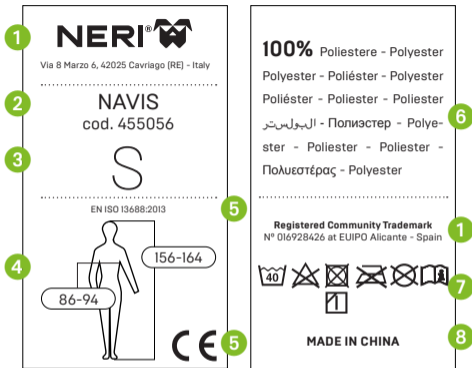 1
NERI®
Via 8 Marzo 6, 42025 Cavriago (RE) - Italy
2
NAVIS
cod. 455056
3
S
EN ISO 13688:2013
5
4
156-164
86-94
CE
5
100% Poliestere - Polyester
Polyester - Poliéster - Polyester
Poliéster - Poliester - Poliester
البولستر - Полиэстер - Polye-
ster - Poliester - Poliester -
Πολυεστέρας - Polyester
6
Registered Community Trademark
N° 016928426 at EUIPO Alicante - Spain
1
40
7
MADE IN CHINA
8